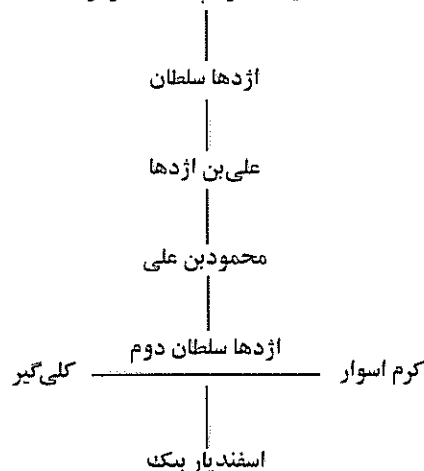 اژدها سلطان
علی‌بن اژدها
محمودبن علی
اژدها سلطان دوم
کرم اسوار کلی‌گیر
اسفندیار بیک